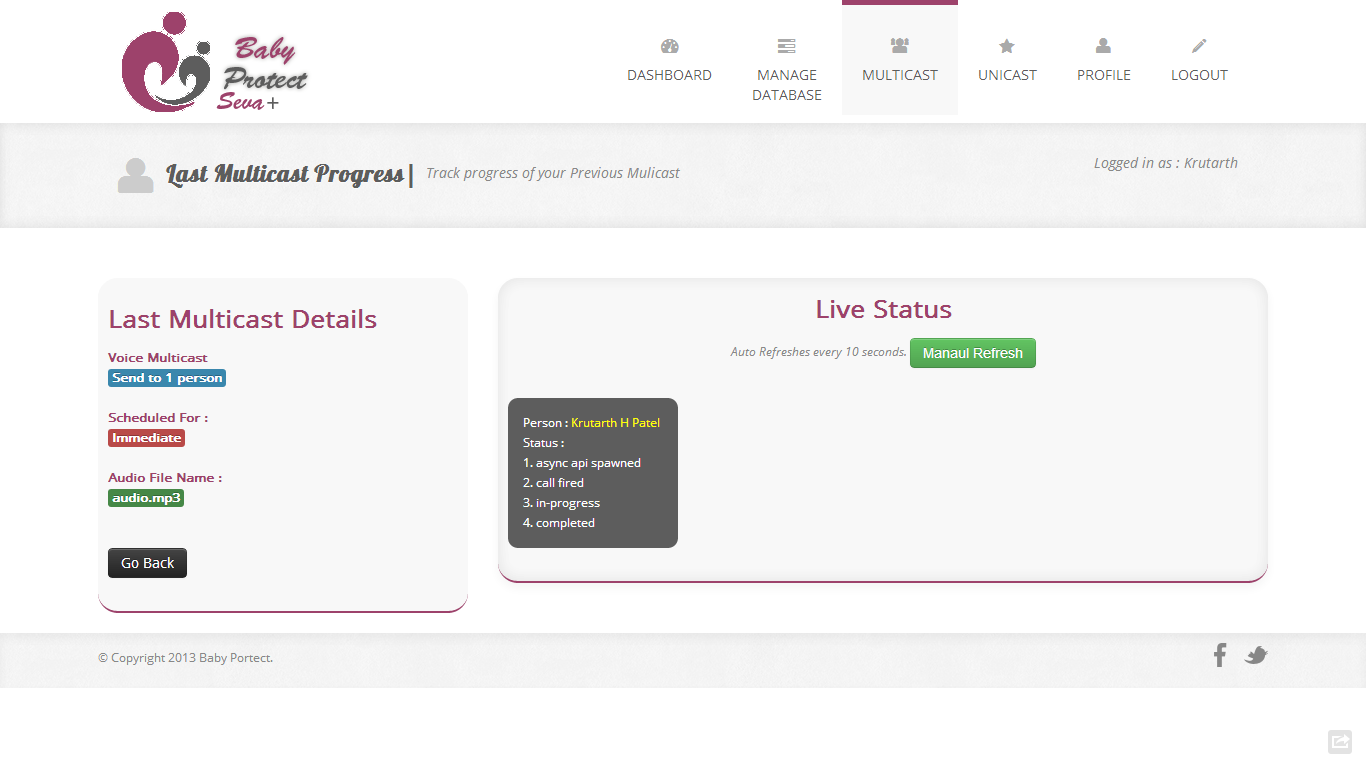 Baby
Protect
Seva+
DASHBOARD
MANAGE
DATABASE
MULTICAST
UNICAST
PROFILE
LOGOUT
Last Multicast Progress| Track progress of your Previous Mulicast
Logged in as : Krutarth
Last Multicast Details
Voice Multicast
Send to 1 person
Scheduled For :
Immediate
Audio File Name :
audio.mp3
Go Back
Live Status
Auto Refreshes every 10 seconds. Manaul Refresh
Person : Krutarth H Patel
Status :
1. async api spawned
2. call fired
3. in-progress
4. completed
© Copyright 2013 Baby Portect.